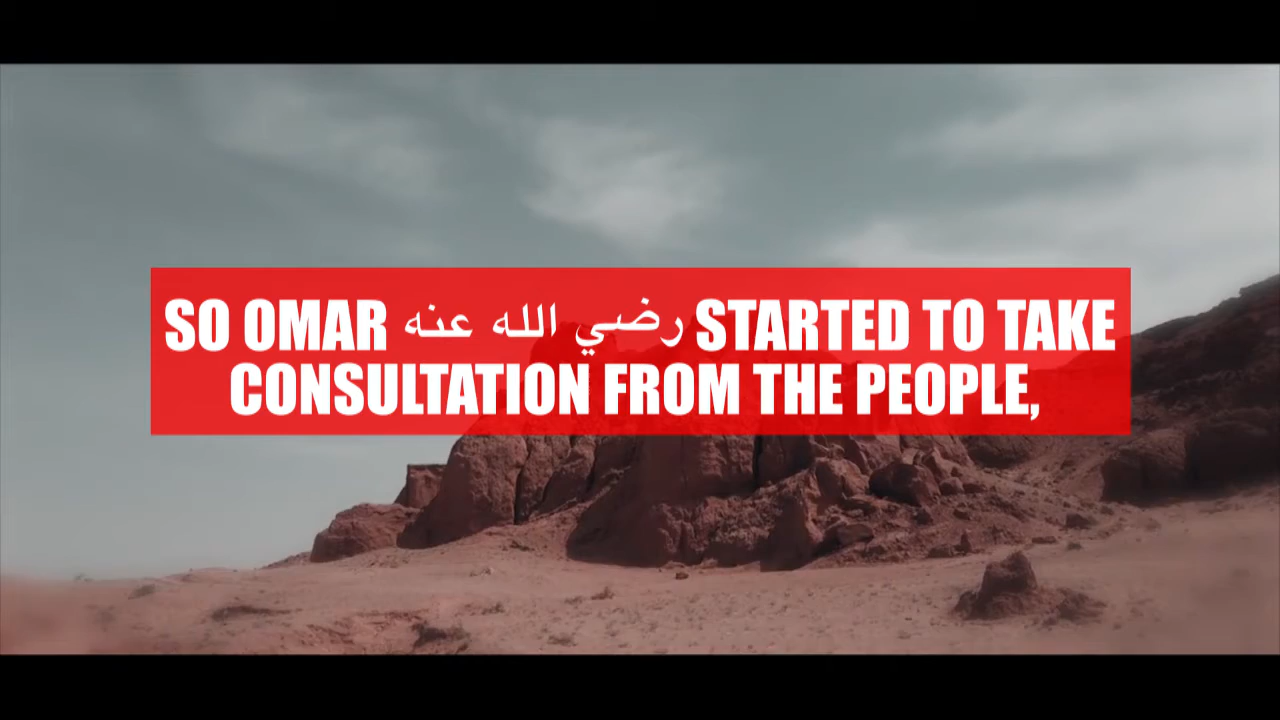 SO OMAR رضي الله عنه STARTED TO TAKE
CONSULTATION FROM THE PEOPLE,